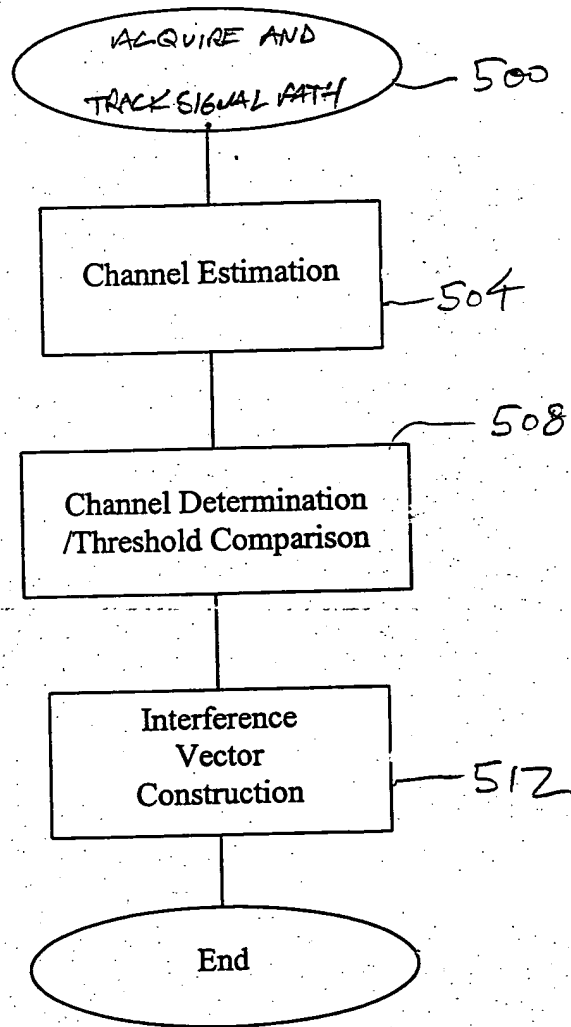 ACQUIRE AND
TRACK SIGNAL PATH
500
Channel Estimation
504
508
Channel Determination
/Threshold Comparison
Interference
Vector
Construction
512
End